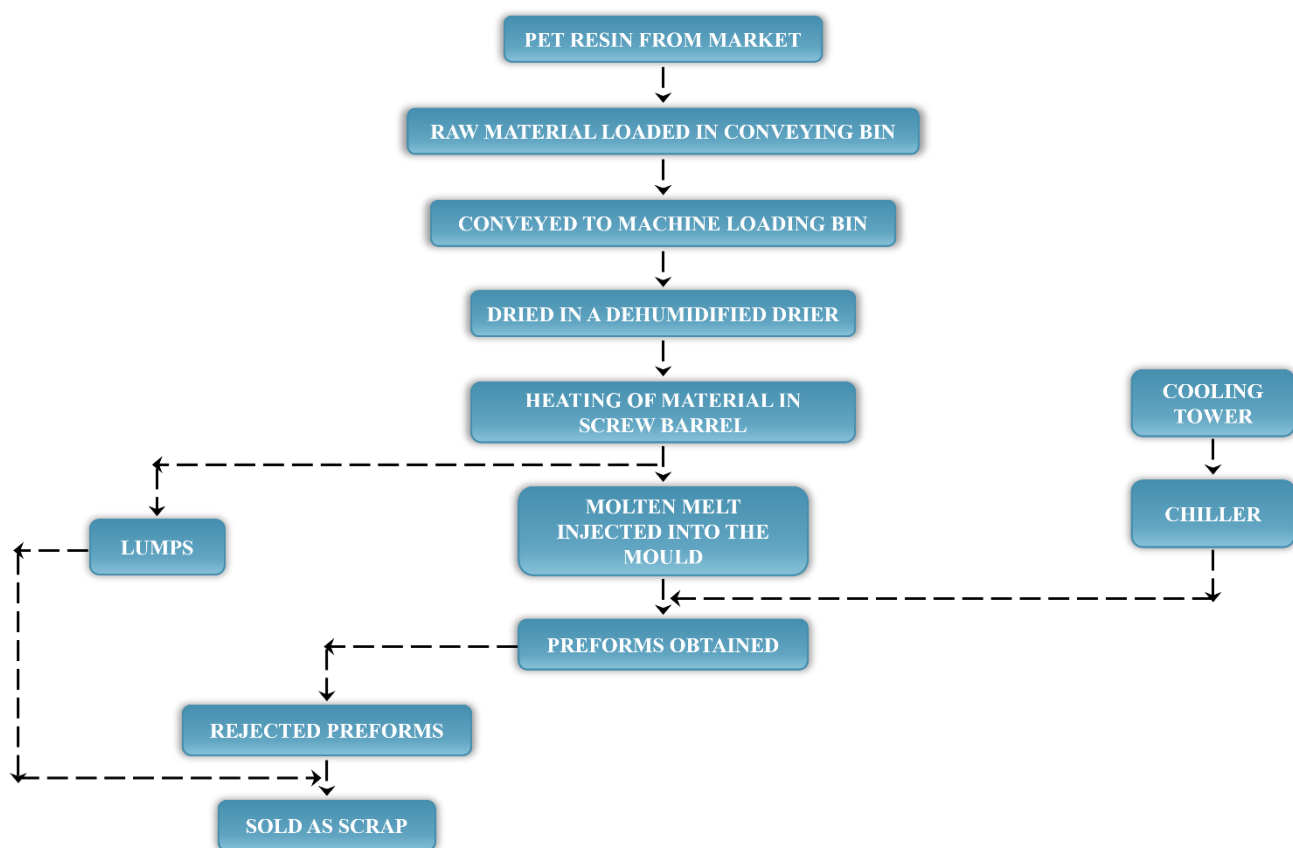 PET RESIN FROM MARKET
RAW MATERIAL LOADED IN CONVEYING BIN
CONVEYED TO MACHINE LOADING BIN
DRIED IN A DEHUMIDIFIED DRIER
HEATING OF MATERIAL IN
SCREW BARREL
COOLING
TOWER
MOLTEN MELT
INJECTED INTO THE
MOULD
CHILLER
LUMPS
PREFORMS OBTAINED
REJECTED PREFORMS
SOLD AS SCRAP